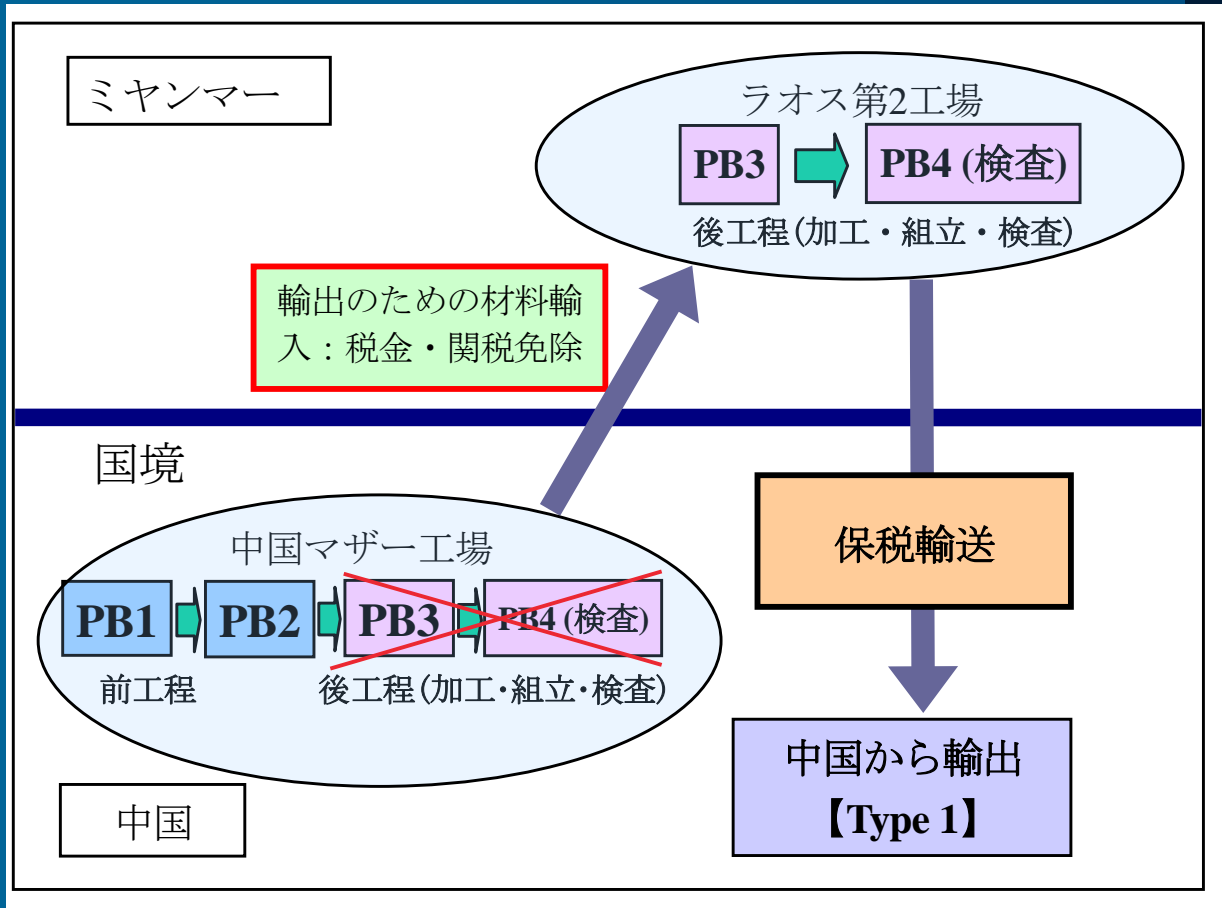 ミヤンマー
ラオス第2工場
PB3
PB4 (検査)
後工程(加工・組立・検査)
輸出のための材料輸
入：税金・関税免除
国境
中国マザー工場
PB1
PB2
PB3
PB4 (検査)
前工程
後工程(加工・組立・検査)
保税輸送
中国から輸出
【Type 1】
中国